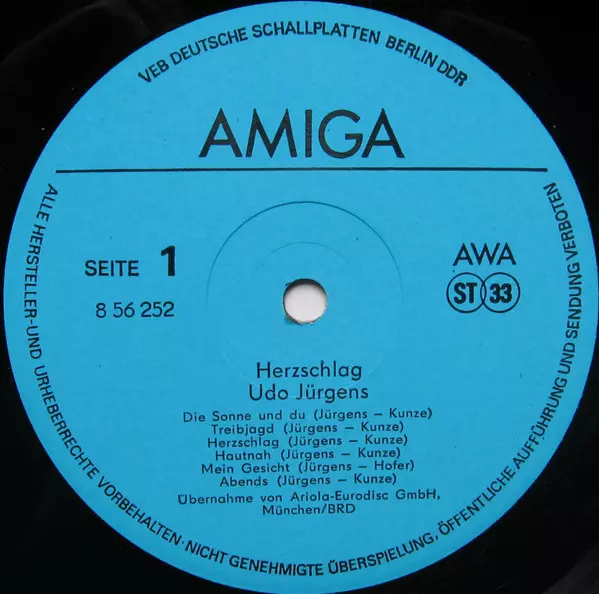 VEB DEUTSCHE SCHALLPLATTEN BERLIN DDR
AMIGA
SEITE 1
8 56 252
AWA
ST 33
Herzschlag
Udo Jürgens
Die Sonne und du (Jürgens – Kunze)
Treibjagd (Jürgens – Kunze)
Herzschlag (Jürgens – Kunze)
Hautnah (Jürgens – Kunze)
Mein Gesicht (Jürgens – Hofer)
Abends (Jürgens – Kunze)
Übernahme von Ariola-Eurodisc GmbH,
München/BRD
ALLE HERSTELLER-UND URHEBERRECHTE VORBEHALTEN · NICHT GENEHMIGTE ÜBERSPIELUNG, ÖFFENTLICHE AUFFÜHRUNG UND SENDUNG VERBOTEN